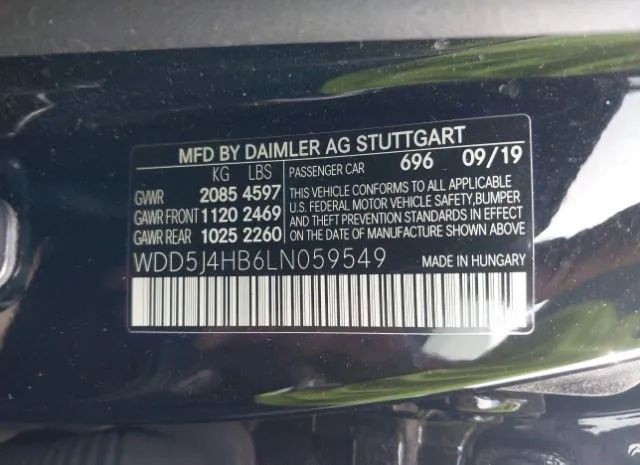 MFD BY DAIMLER AG STUTTGART
KG LBS
GVWR 2085 4597
GAWR FRONT 1120 2469
GAWR REAR 1025 2260
PASSENGER CAR 696 09/19
THIS VEHICLE CONFORMS TO ALL APPLICABLE
U.S. FEDERAL MOTOR VEHICLE SAFETY, BUMPER
AND THEFT PREVENTION STANDARDS IN EFFECT
ON THE DATE OF MANUFACTURE SHOWN ABOVE.
WDD5J4HB6LN059549 MADE IN HUNGARY